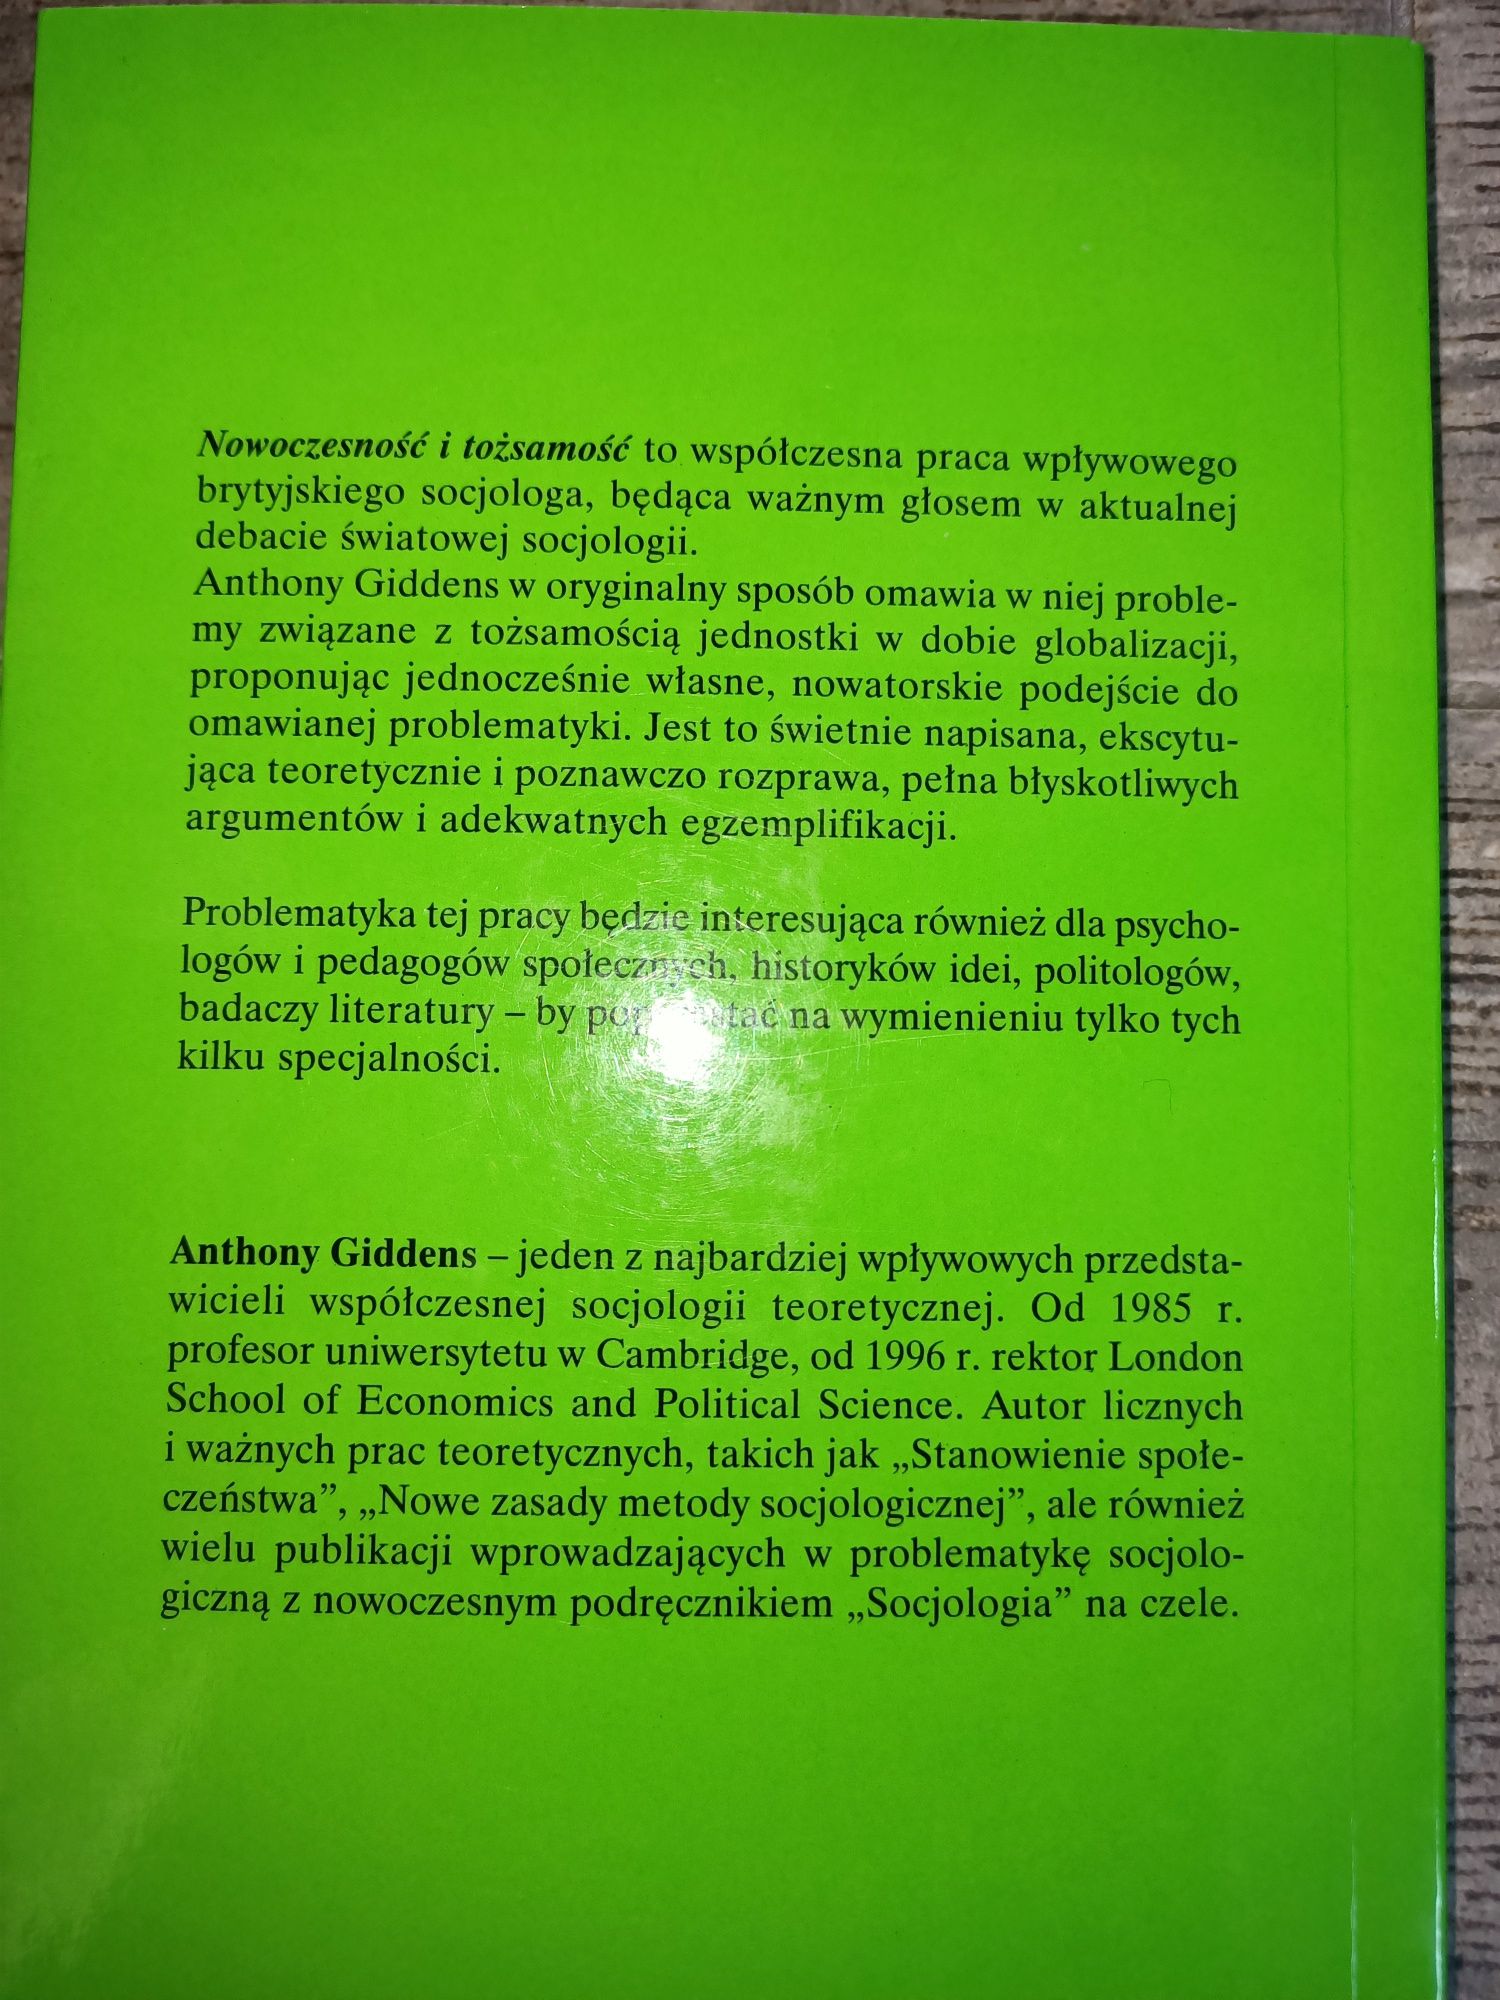 Nowoczesność i tożsamość to współczesna praca wpływowego
brytyjskiego socjologa, będąca ważnym głosem w aktualnej
debacie światowej socjologii.
Anthony Giddens w oryginalny sposób omawia w niej proble-
my związane z tożsamością jednostki w dobie globalizacji,
proponując jednocześnie własne, nowatorskie podejście do
omawianej problematyki. Jest to świetnie napisana, ekscytu-
jąca teoretycznie i poznawczo rozprawa, pełna błyskotliwych
argumentów i adekwatnych egzemplifikacji.
Problematyka tej pracy będzie interesująca również dla psycho-
logów i pedagogów społecznych, historyków idei, politologów,
badaczy literatury – by na wymienieniu tylko tych
kilku specjalności.
Anthony Giddens – jeden z najbardziej wpływowych przedsta-
wicieli współczesnej socjologii teoretycznej. Od 1985 r.
profesor uniwersytetu w Cambridge, od 1996 r. rektor London
School of Economics and Political Science. Autor licznych
i ważnych prac teoretycznych, takich jak „Stanowienie społe-
czeństwa”, „Nowe zasady metody socjologicznej”, ale również
wielu publikacji wprowadzających w problematykę socjolo-
giczną z nowoczesnym podręcznikiem „Socjologia” na czele.